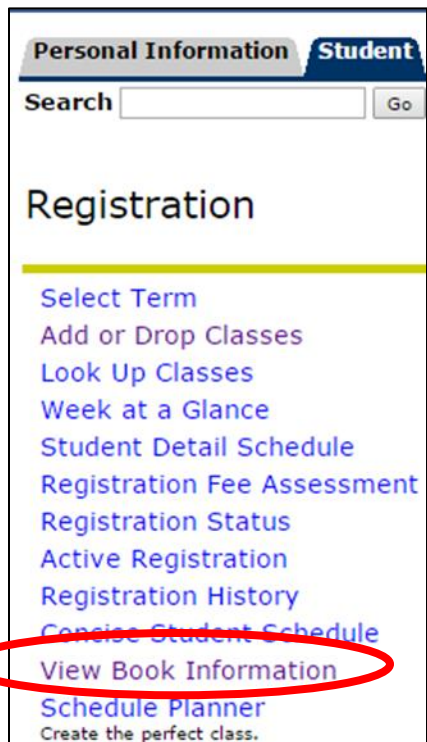 Personal Information Student
Search Go
Registration
Select Term
Add or Drop Classes
Look Up Classes
Week at a Glance
Student Detail Schedule
Registration Fee Assessment
Registration Status
Active Registration
Registration History
Concise Student Schedule
View Book Information
Schedule Planner
Create the perfect class.